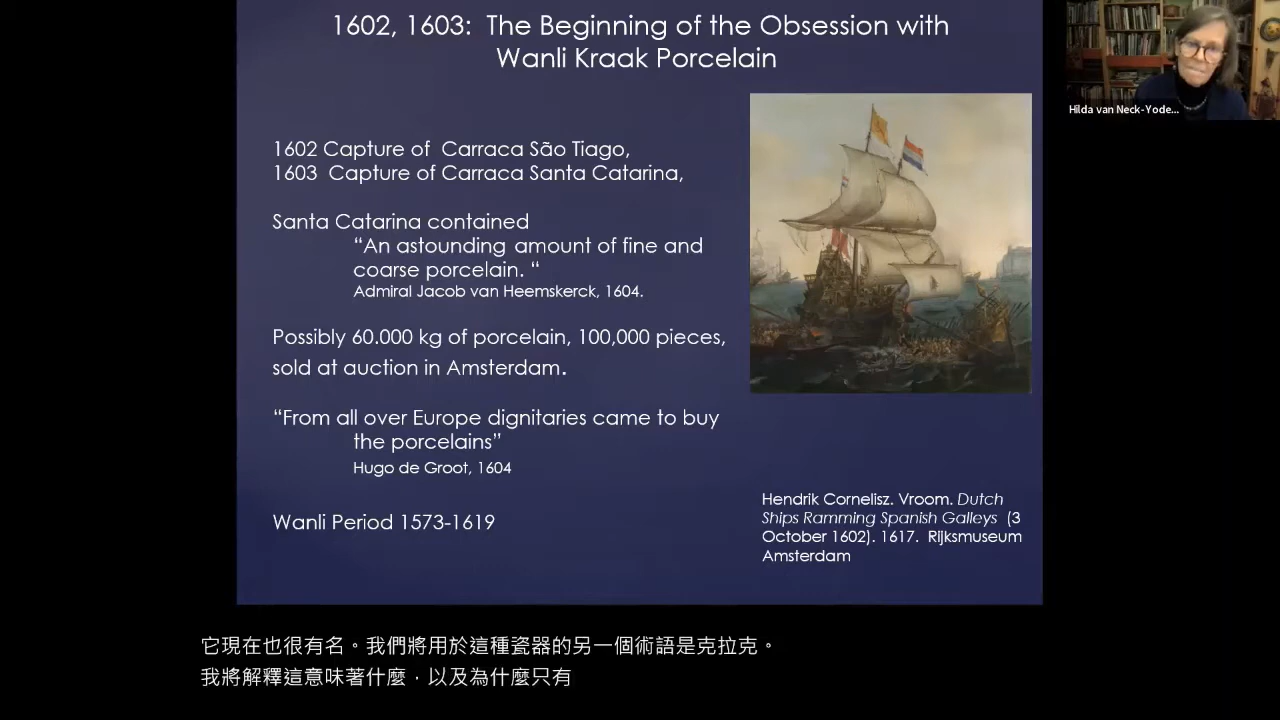 1602, 1603:  The Beginning of the Obsession with
Wanli Kraak Porcelain
Hilda van Neck-Yode...
1602 Capture of  Carraca São Tiago,
1603  Capture of Carraca Santa Catarina,
Santa Catarina contained
“An astounding amount of fine and
coarse porcelain. “
Admiral Jacob van Heemskerck, 1604.
Possibly 60.000 kg of porcelain, 100,000 pieces,
sold at auction in Amsterdam.
“From all over Europe dignitaries came to buy
the porcelains”
Hugo de Groot, 1604
Wanli Period 1573-1619
Hendrik Cornelisz. Vroom. Dutch
Ships Ramming Spanish Galleys  (3
October 1602). 1617.  Rijksmuseum
Amsterdam
它現在也很有名。我們將用於這種瓷器的另一個術語是克拉克。
我將解釋這意味著什麼，以及為什麼只有